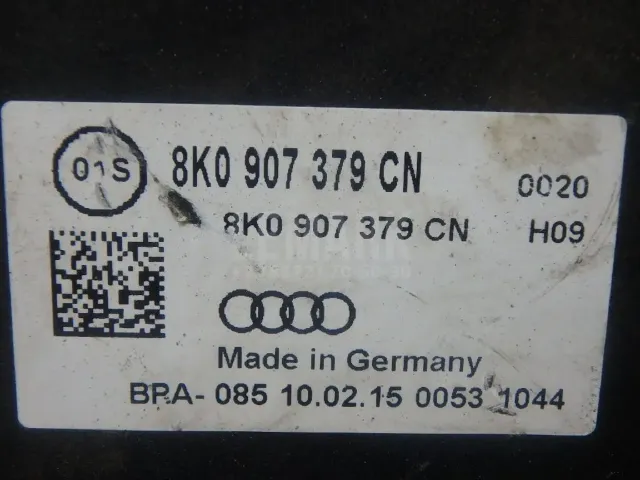 01S 8K0 907 379 CN 0020
8K0 907 379 CN H09
Made in Germany
BPA- 085 10.02.15 0053 1044